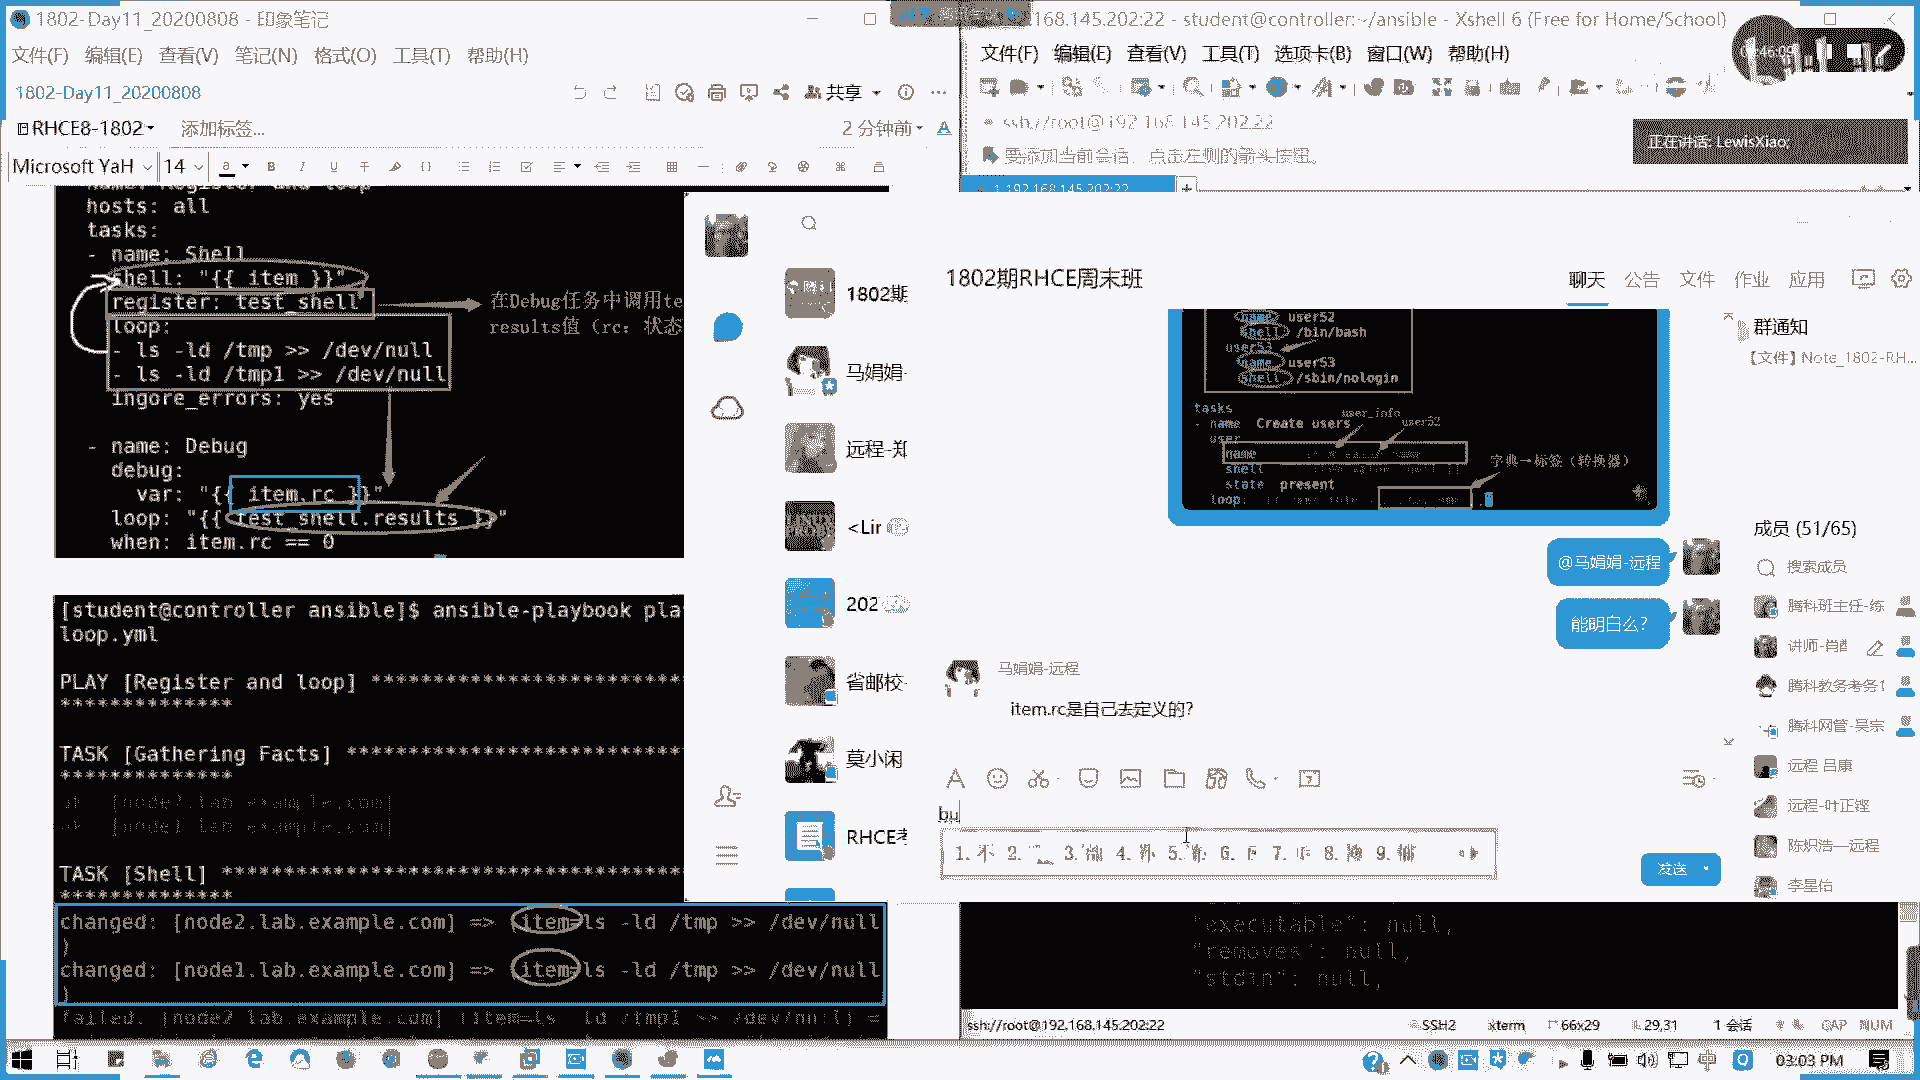 1802-Day11_20200808 - 印象笔记
文件(F) 编辑(E) 查看(V) 笔记(N) 格式(O) 工具(T) 帮助(H)
1802-Day11_20200808
共享
RHCE8-1802
添加标签...
2 分钟前
Microsoft YaH 14
name: Register and loop
hosts: all
tasks:
- name: Shell
shell: "{{ item }}"
register: test_shell
loop:
- ls -ld /tmp >> /dev/null
- ls -ld /tmp1 >> /dev/null
ingore_errors: yes
在Debug任务中调用te
results值（rc：状态
- name: Debug
debug:
var: "{{ item.rc }}"
loop: "{{ test_shell.results }}"
when: item.rc == 0
[student@controller ansible]$ ansible-playbook pla
loop.yml
PLAY [Register and loop] ****
**************
TASK [Gathering Facts] ****
**************
ok: [node2.lab.example.com]
ok: [node1.lab.example.com]
TASK [Shell] ****
**************
changed: [node2.lab.example.com] => (item=ls -ld /tmp >> /dev/null
)
changed: [node1.lab.example.com] => (item=ls -ld /tmp >> /dev/null
)
failed: [node2.lab.example.com] (item=ls -ld /tmp1 >> /dev/null) =
168.145.202:22 - student@controller:~/ansible - Xshell 6 (Free for Home/School)
文件(F) 编辑(E) 查看(V) 工具(T) 选项卡(B) 窗口(W) 帮助(H)
ssh://root@192.168.145.202:22
要添加当前会话，点击左侧的箭头按钮。
正在讲话: LewisXiao;
1 192.168.145.202:22
1802期
马娟娟-
远程-郑
<Lir
202
省邮校-
莫小闲
RHCE考
1802期RHCE周末班
聊天 公告 文件 作业 应用
name: user52
shell: /bin/bash
user53
name: user53
shell: /sbin/nologin
tasks
- name Create users
user_info
user52
user
name
shell
state present
loop:
字典→标签（转换器）
@马娟娟-远程
能明白么？
马娟娟-远程
item.rc是自己去定义的?
bu
1.不 2. 3. 4. 5. 6. 7. 8. 9.
发送
群通知
【文件】Note_1802-RH...
成员 (51/65)
搜索成员
腾科班主任-练
讲师-肖
腾科教务考务1
腾科网管-吴宗
远程 吕康
远程-叶正铿
陈炽浩—远程
李星佑
"executable": null,
"removes": null,
"stdin": null,
ssh://root@192.168.145.202:22
SSH2 xterm 66x29 29,31 1 会话 CAP NUM
中
03:03 PM